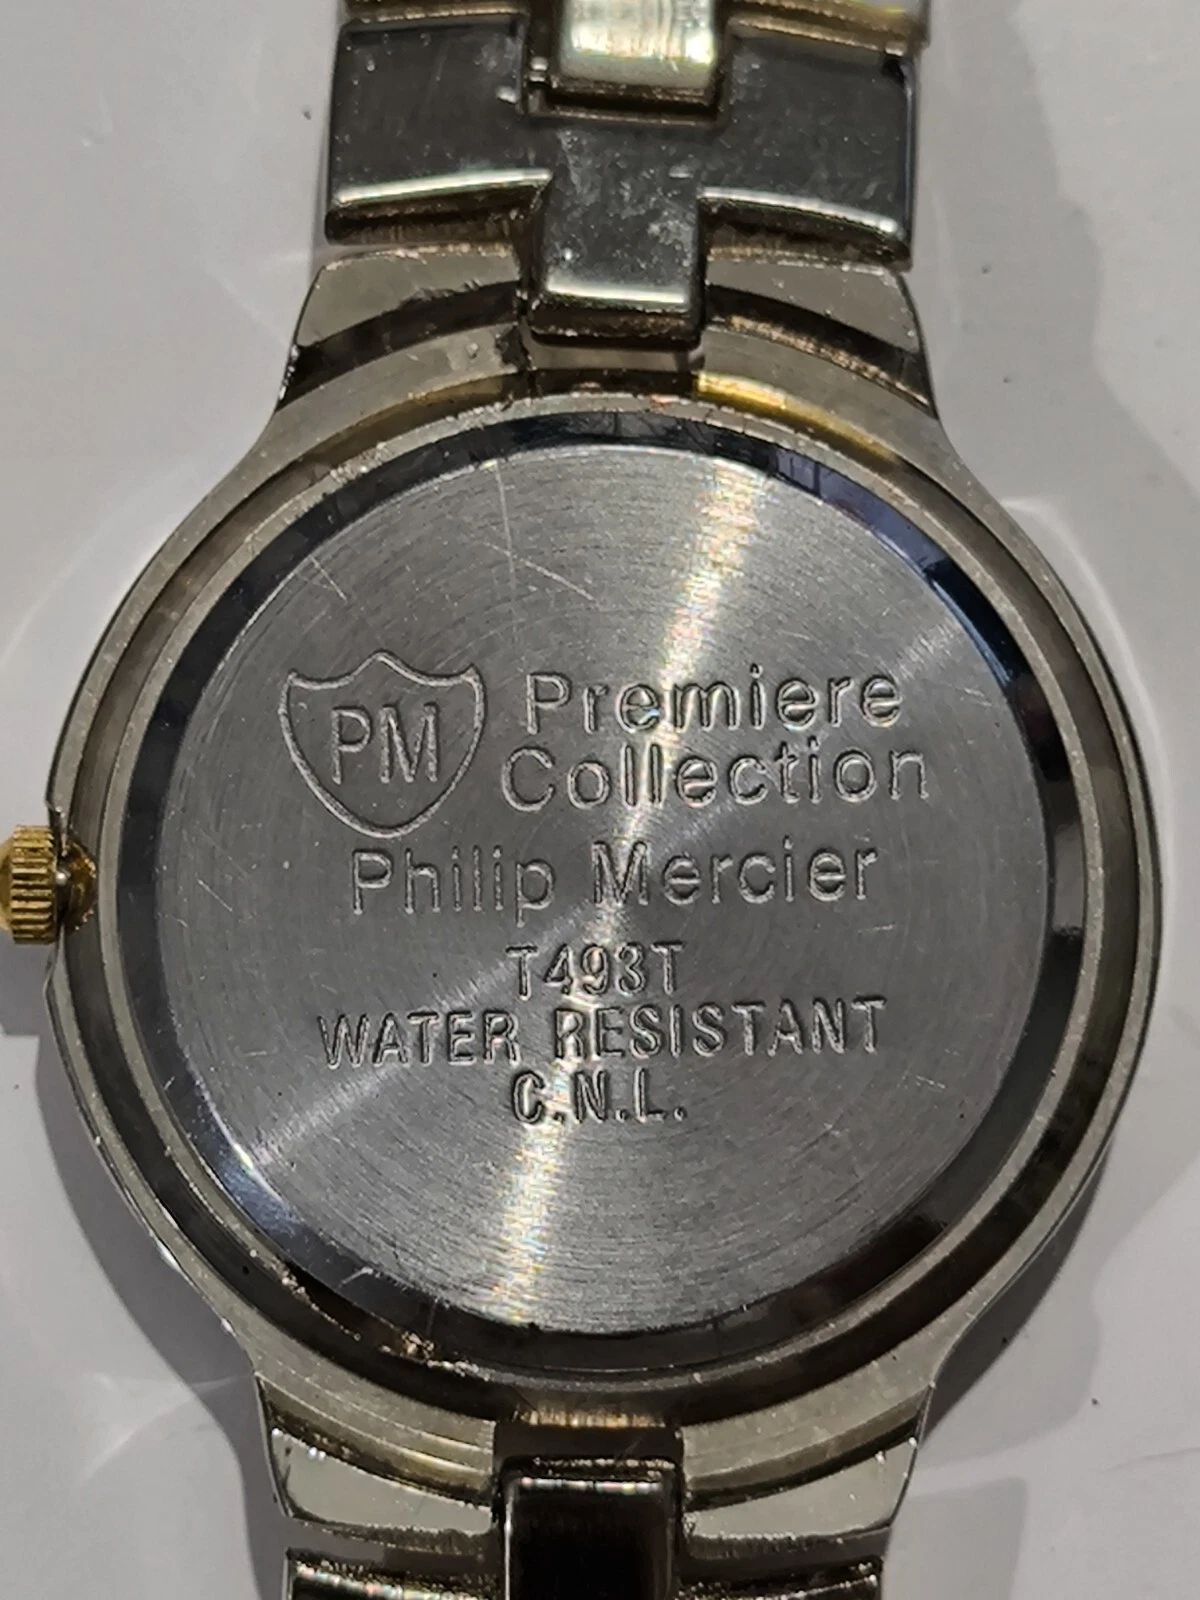 PM
Premiere
Collection
Philip Mercier
T493T
WATER RESISTANT
C.N.L.